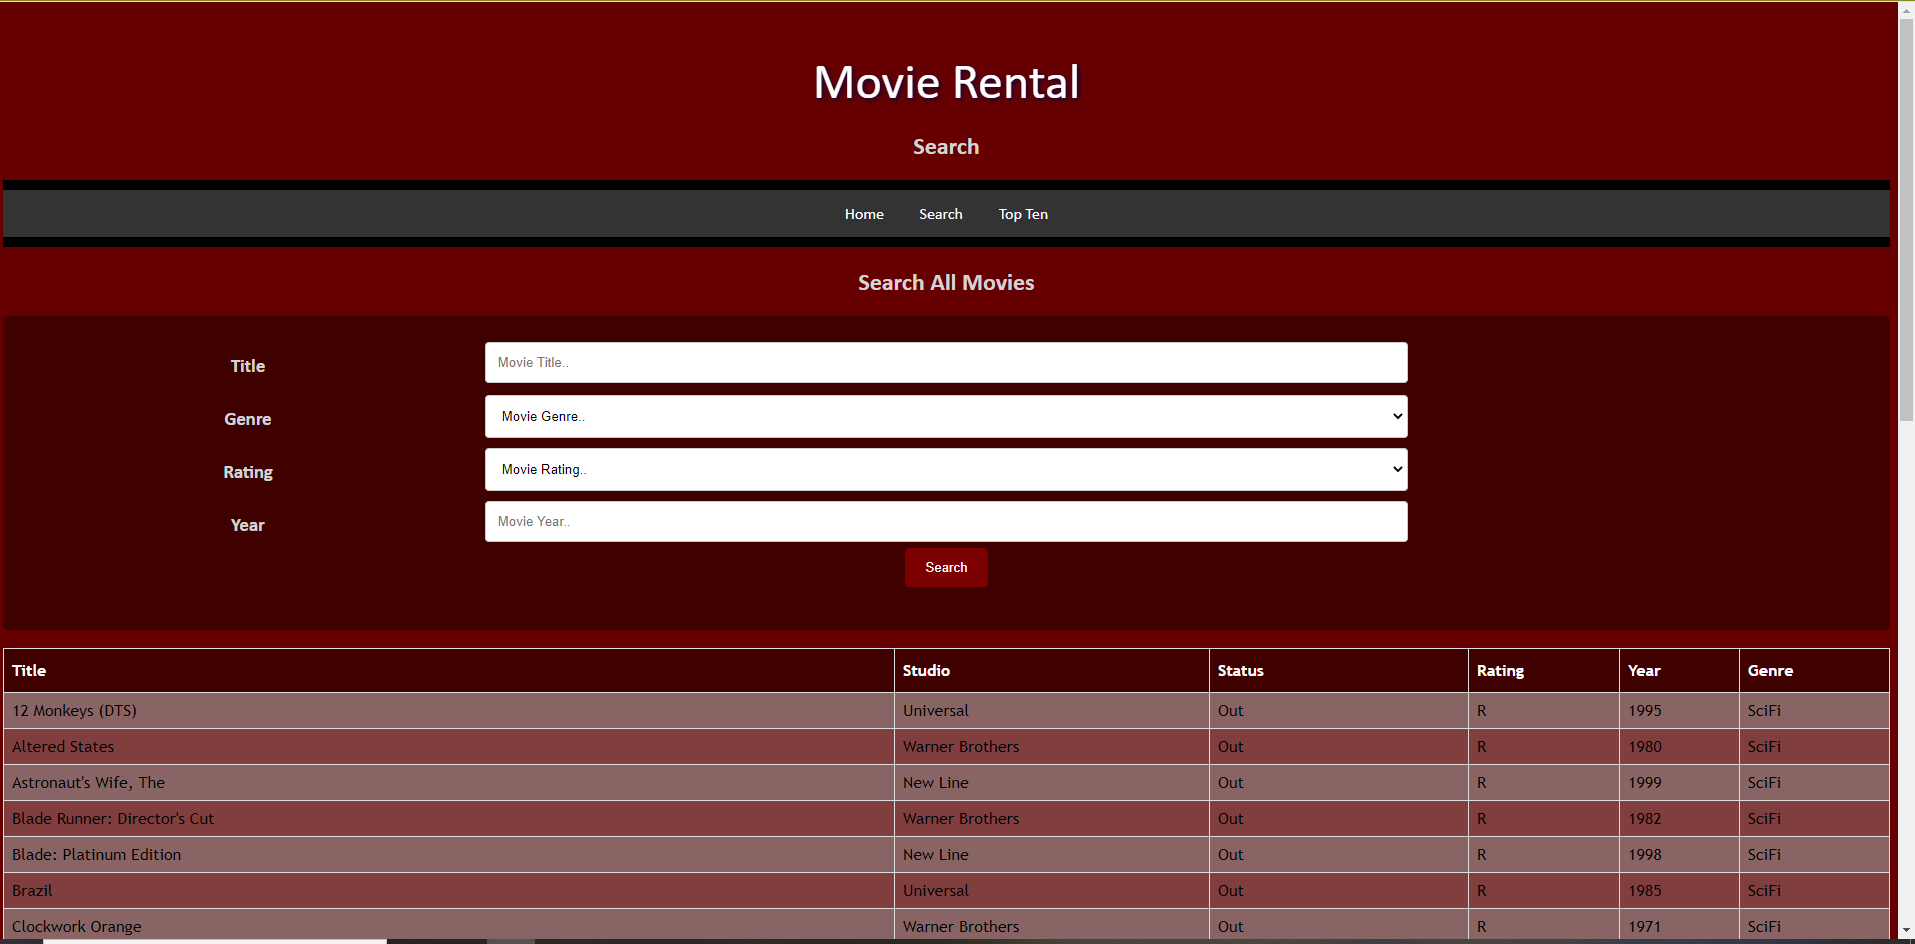 Movie Rental
Search
Home Search Top Ten
Search All Movies
Title Movie Title..
Genre Movie Genre..
Rating Movie Rating..
Year Movie Year..
Search
Title Studio Status Rating Year Genre
12 Monkeys (DTS) Universal Out R 1995 SciFi
Altered States Warner Brothers Out R 1980 SciFi
Astronaut's Wife, The New Line Out R 1999 SciFi
Blade Runner: Director's Cut Warner Brothers Out R 1982 SciFi
Blade: Platinum Edition New Line Out R 1998 SciFi
Brazil Universal Out R 1985 SciFi
Clockwork Orange Warner Brothers Out R 1971 SciFi